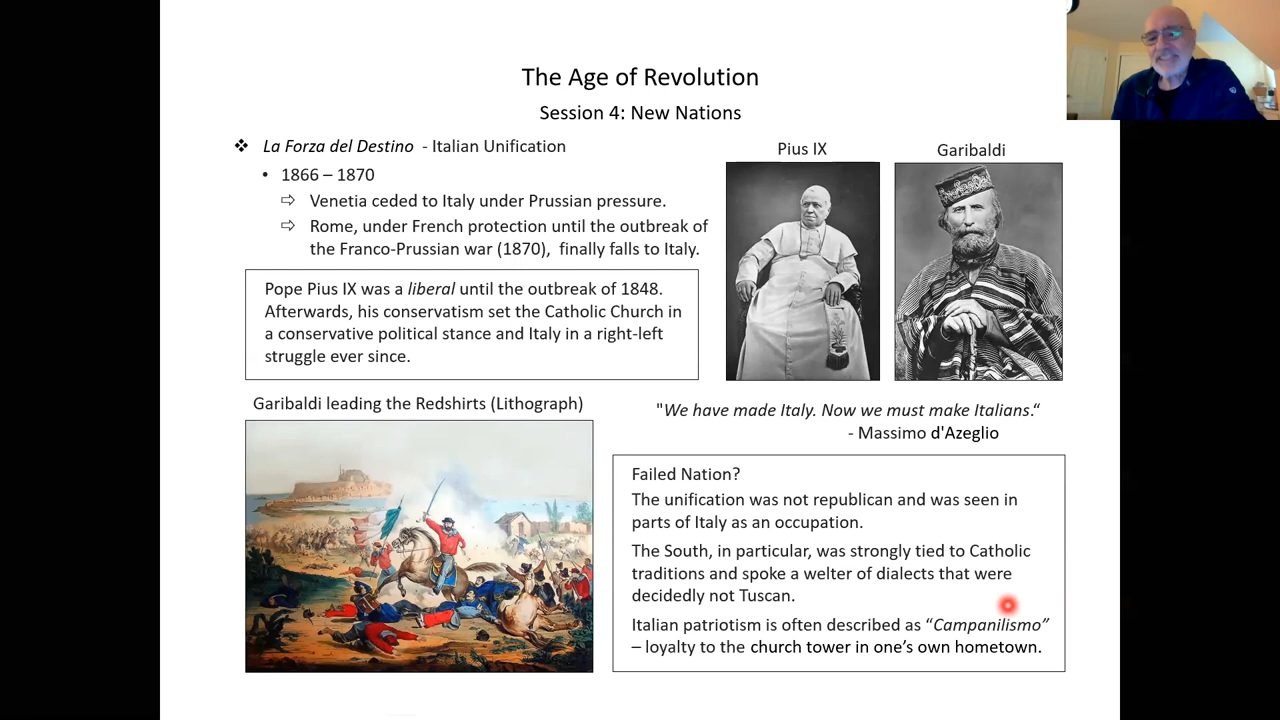 The Age of Revolution
Session 4: New Nations
❖ La Forza del Destino - Italian Unification
• 1866 – 1870
⇨ Venetia ceded to Italy under Prussian pressure.
⇨ Rome, under French protection until the outbreak of
the Franco-Prussian war (1870), finally falls to Italy.
Pius IX
Garibaldi
Pope Pius IX was a liberal until the outbreak of 1848.
Afterwards, his conservatism set the Catholic Church in
a conservative political stance and Italy in a right-left
struggle ever since.
Garibaldi leading the Redshirts (Lithograph)
"We have made Italy. Now we must make Italians.“
- Massimo d'Azeglio
Failed Nation?
The unification was not republican and was seen in
parts of Italy as an occupation.
The South, in particular, was strongly tied to Catholic
traditions and spoke a welter of dialects that were
decidedly not Tuscan.
Italian patriotism is often described as “Campanilismo”
– loyalty to the church tower in one’s own hometown.